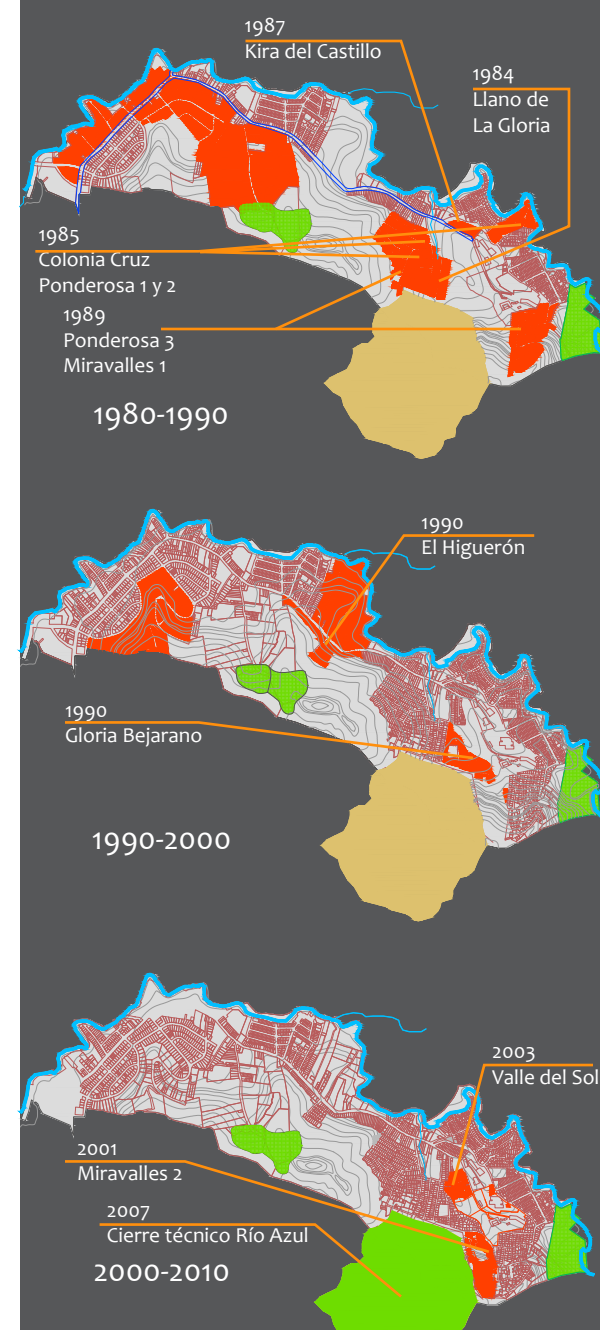 1987
Kira del Castillo
1984
Llano de
La Gloria
1985
Colonia Cruz
Ponderosa 1 y 2
1989
Ponderosa 3
Miravalles 1
1980-1990
1990
El Higuerón
1990
Gloria Bejarano
1990-2000
2003
Valle del Sol
2001
Miravalles 2
2007
Cierre técnico Río Azul
2000-2010